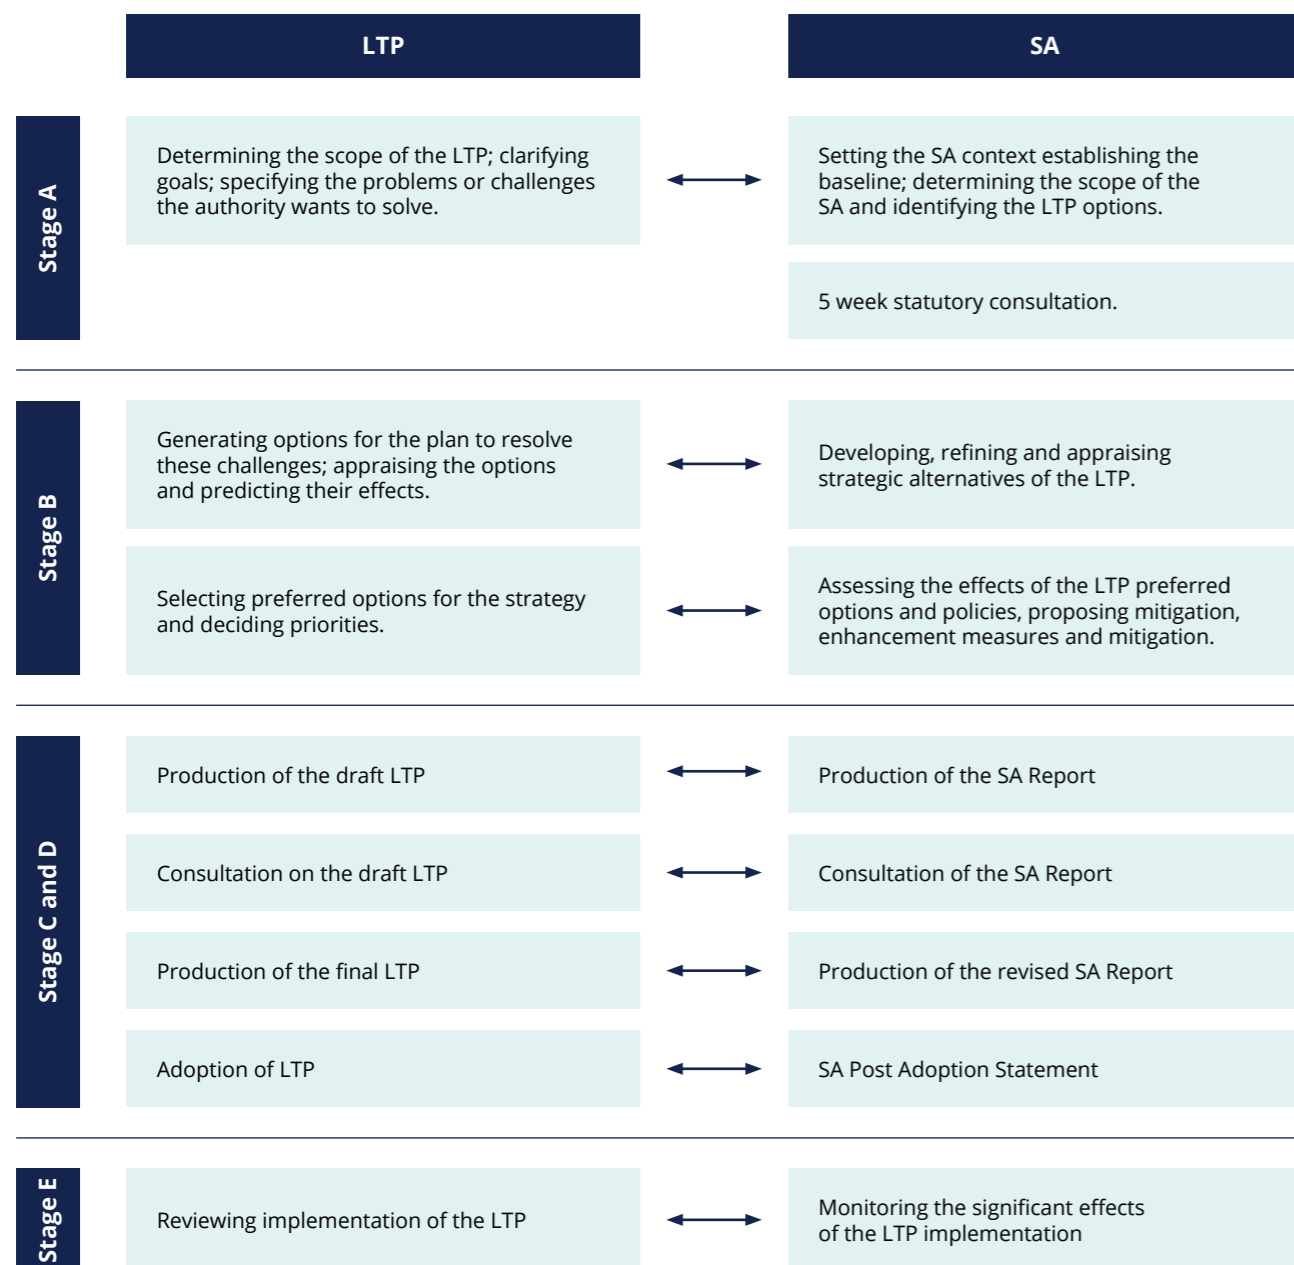 LTP
SA
Stage A
Determining the scope of the LTP; clarifying
goals; specifying the problems or challenges
the authority wants to solve.
Setting the SA context establishing the
baseline; determining the scope of the
SA and identifying the LTP options.
5 week statutory consultation.
Stage B
Generating options for the plan to resolve
these challenges; appraising the options
and predicting their effects.
Developing, refining and appraising
strategic alternatives of the LTP.
Selecting preferred options for the strategy
and deciding priorities.
Assessing the effects of the LTP preferred
options and policies, proposing mitigation,
enhancement measures and mitigation.
Stage C and D
Production of the draft LTP
Production of the SA Report
Consultation on the draft LTP
Consultation of the SA Report
Production of the final LTP
Production of the revised SA Report
Adoption of LTP
SA Post Adoption Statement
Stage E
Reviewing implementation of the LTP
Monitoring the significant effects
of the LTP implementation